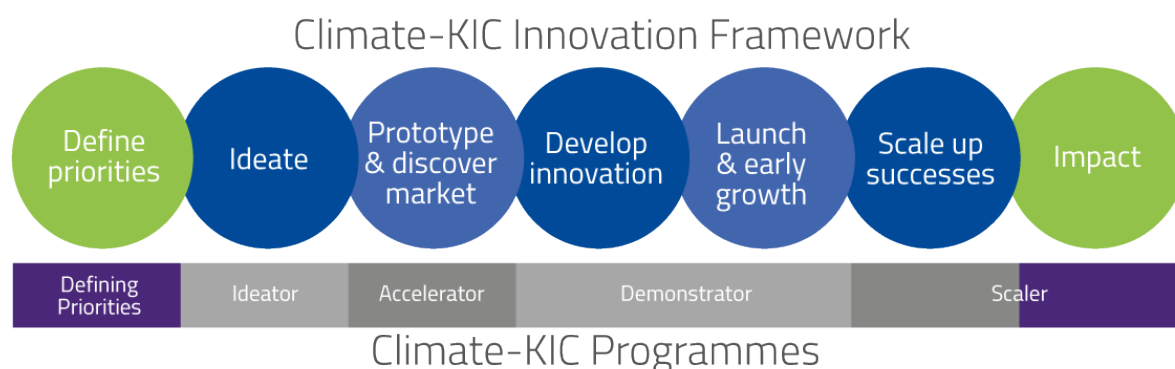 Climate-KIC Innovation Framework
Define
priorities
Ideate
Prototype
& discover
market
Develop
innovation
Launch
& early
growth
Scale up
successes
Impact
Defining
Priorities
Ideator
Accelerator
Demonstrator
Scaler
Climate-KIC Programmes